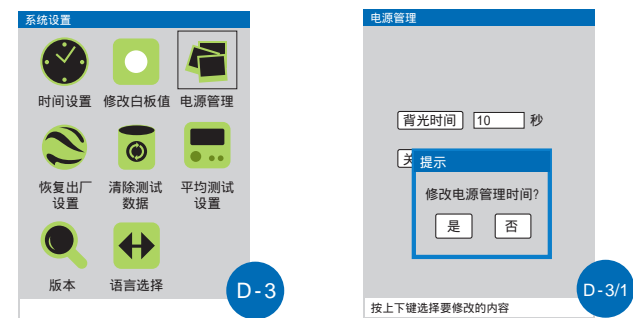 系统设置
时间设置 修改白板值 电源管理
恢复出厂设置 清除测试数据 平均测试设置
版本 语言选择
D-3
电源管理
背光时间 10 秒
关
提示
修改电源管理时间?
是 否
按上下键选择要修改的内容
D-3/1